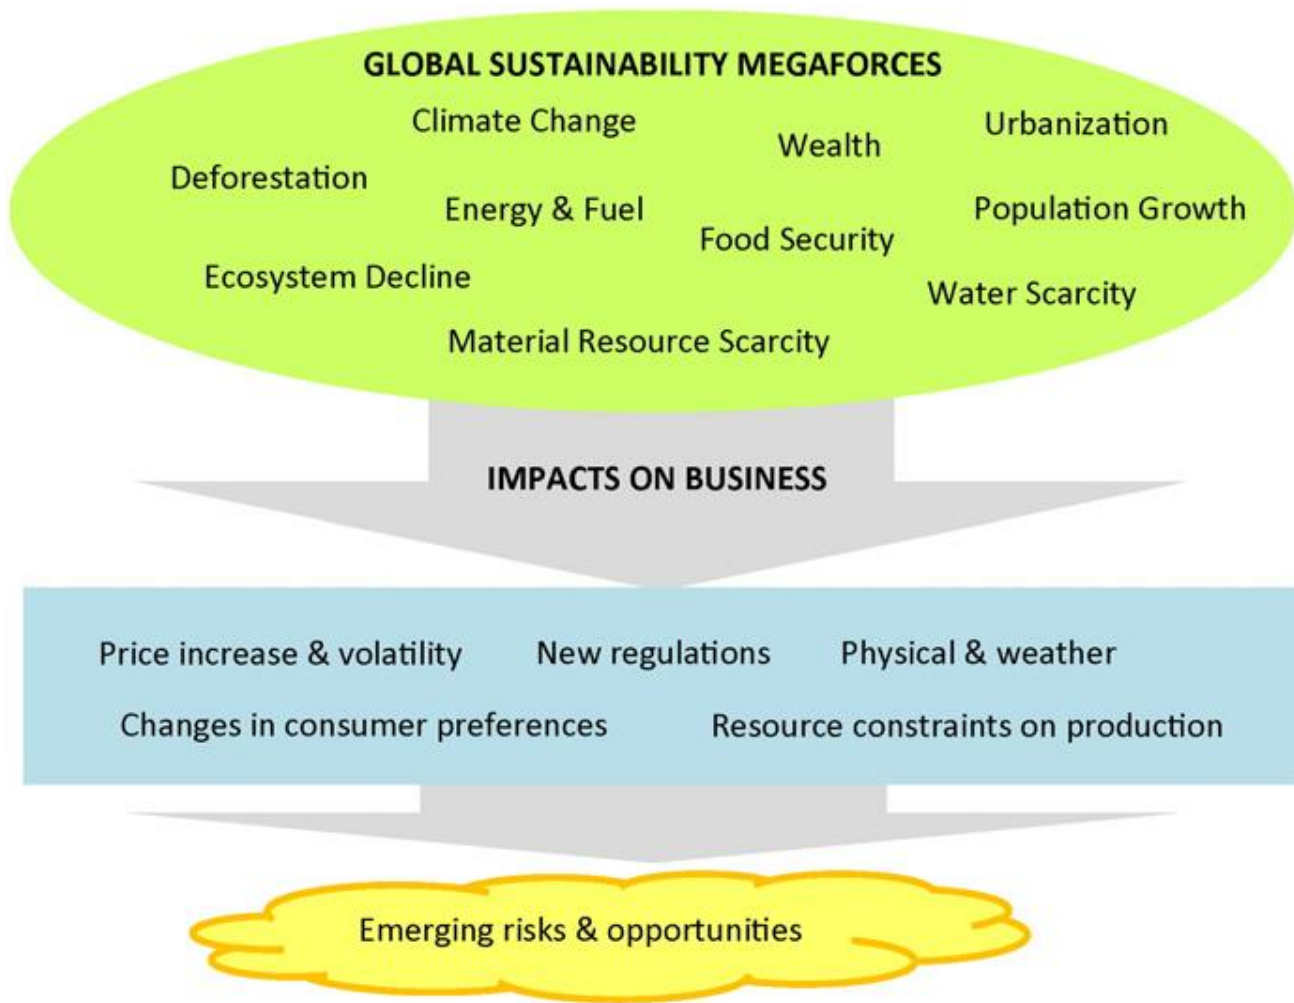 GLOBAL SUSTAINABILITY MEGAFORCES
Climate Change
Urbanization
Wealth
Deforestation
Energy & Fuel
Population Growth
Food Security
Ecosystem Decline
Water Scarcity
Material Resource Scarcity
IMPACTS ON BUSINESS
Price increase & volatility
New regulations
Physical & weather
Changes in consumer preferences
Resource constraints on production
Emerging risks & opportunities